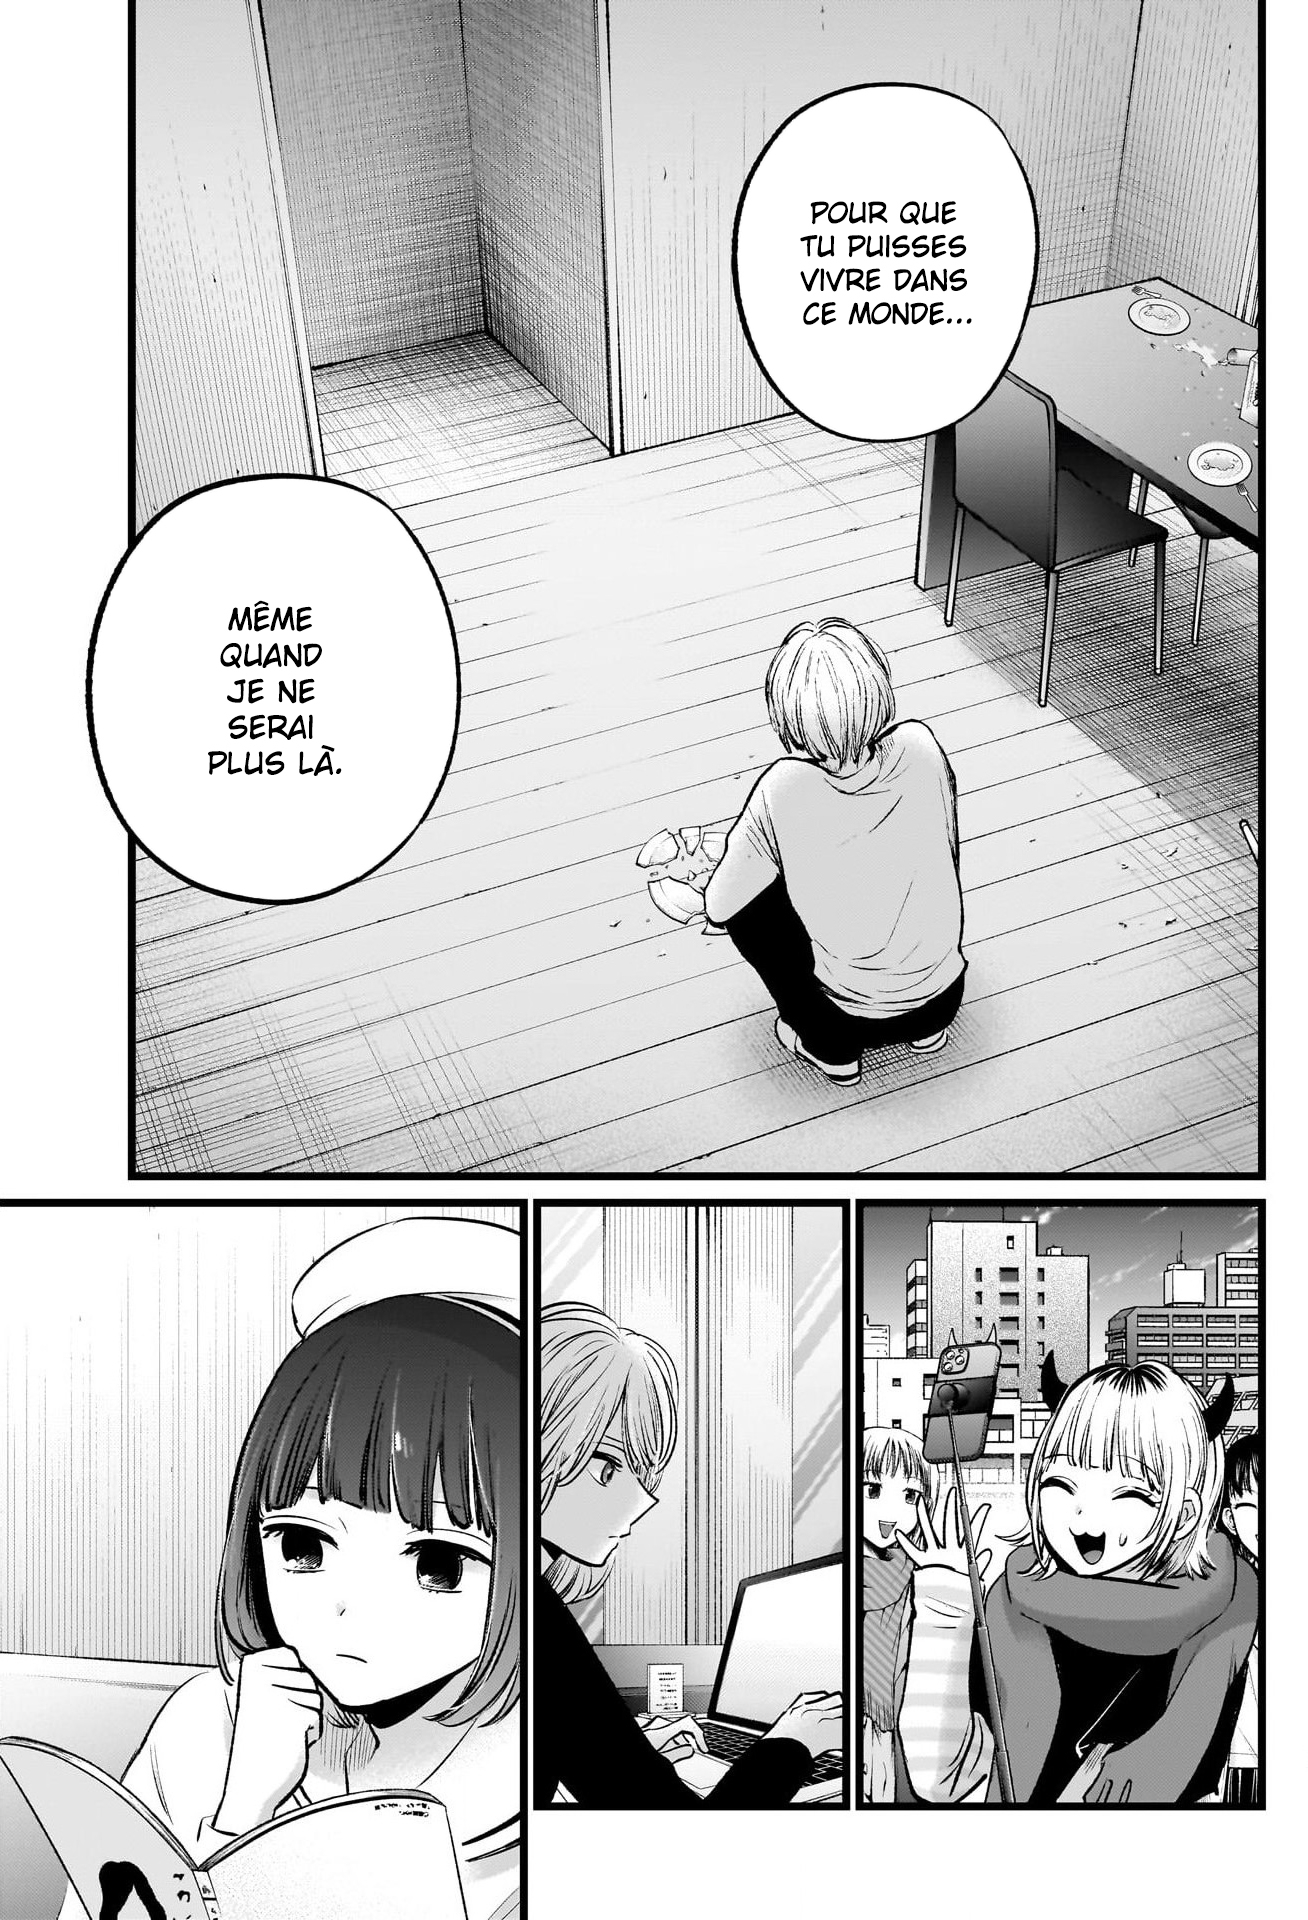 POUR QUE
TU PUISSES
VIVRE DANS
CE MONDE...
MÊME
QUAND
JE NE
SERAI
PLUS LÀ.